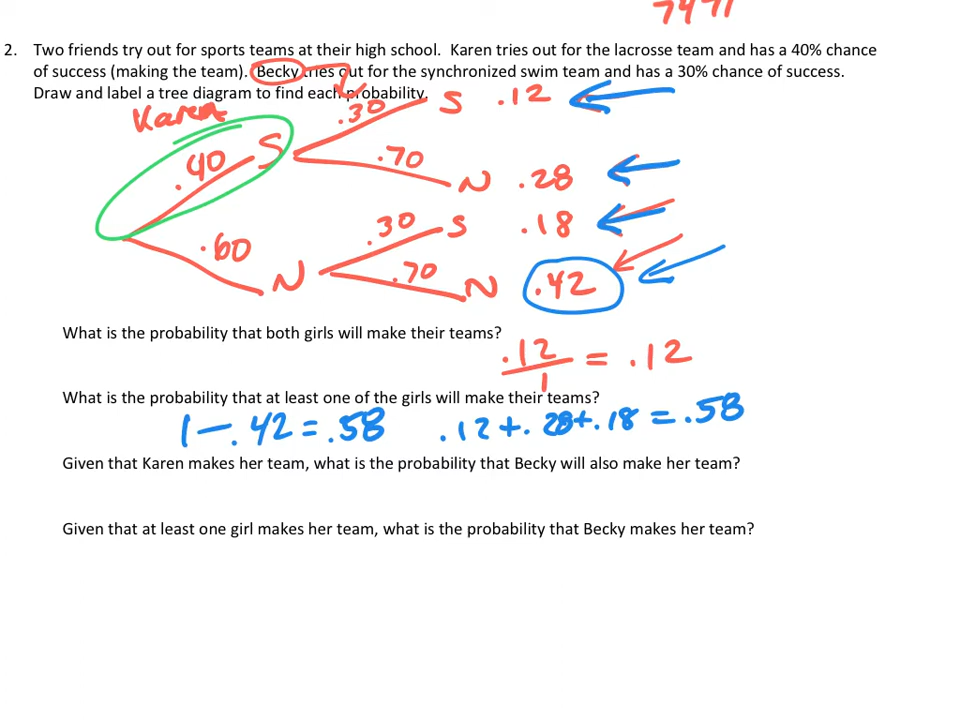 7471
2. Two friends try out for sports teams at their high school. Karen tries out for the lacrosse team and has a 40% chance
of success (making the team). Becky tries out for the synchronized swim team and has a 30% chance of success.
Draw and label a tree diagram to find each probability.
Karen
.30 S .12
.40 S
.70 N .28
.30 S .18
.60 N
.70 N .42
What is the probability that both girls will make their teams?
.12/1 = .12
What is the probability that at least one of the girls will make their teams?
1 - .42 = .58 .12 + .28 + .18 = .58
Given that Karen makes her team, what is the probability that Becky will also make her team?
Given that at least one girl makes her team, what is the probability that Becky makes her team?